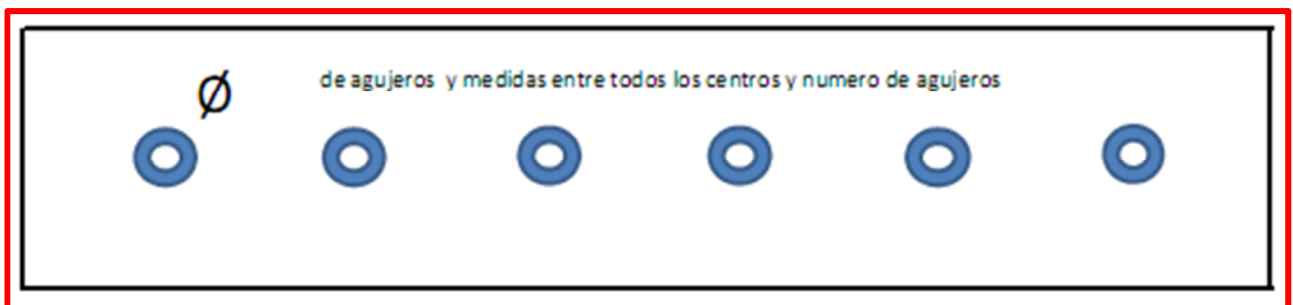 Ø de agujeros y medidas entre todos los centros y numero de agujeros